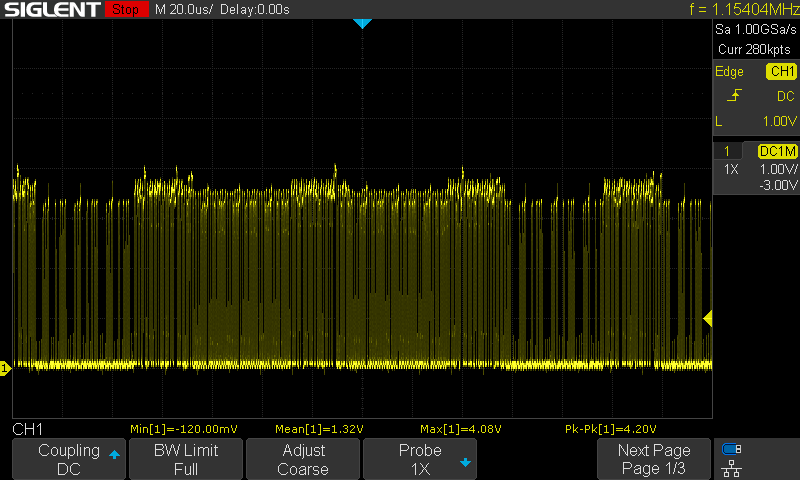 SIGLENT Stop M 20.0us/ Delay:0.00s f = 1.15404MHz
Sa 1.00GSa/s
Curr 280kpts
Edge CH1
DC
L 1.00V
1 DC1M
1X 1.00V/
-3.00V
1
CH1 Min[1]=-120.00mV Mean[1]=1.32V Max[1]=4.08V Pk-Pk[1]=4.20V
Coupling BW Limit Adjust Probe Next Page
DC Full Coarse 1X Page 1/3